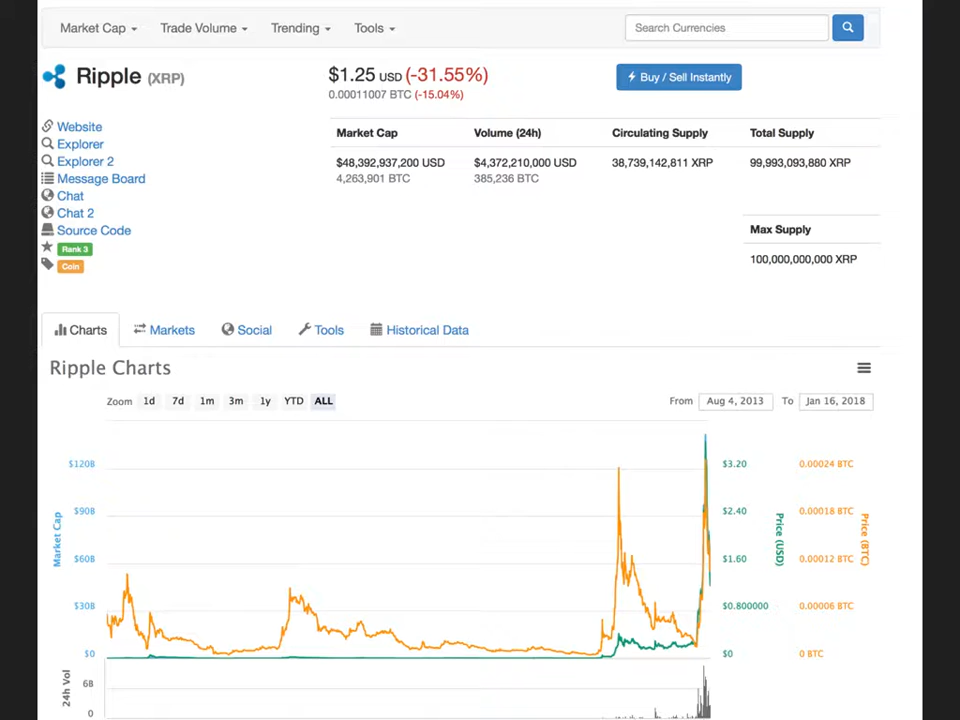 Market Cap Trade Volume Trending Tools Search Currencies
Ripple (XRP) $1.25 USD (-31.55%) Buy / Sell Instantly
0.00011007 BTC (-15.04%)
Website
Explorer
Explorer 2
Message Board
Chat
Chat 2
Source Code
Rank 3
Coin
Market Cap Volume (24h) Circulating Supply Total Supply
$48,392,937,200 USD $4,372,210,000 USD 38,739,142,811 XRP 99,993,093,880 XRP
4,263,901 BTC 385,236 BTC
Max Supply
100,000,000,000 XRP
Charts Markets Social Tools Historical Data
Ripple Charts
Zoom 1d 7d 1m 3m 1y YTD ALL From Aug 4, 2013 To Jan 16, 2018
$120B $3.20 0.00024 BTC
$90B $2.40 0.00018 BTC
$60B $1.60 0.00012 BTC
$30B $0.800000 0.00006 BTC
$0 $0 0 BTC
Market Cap
Price (USD)
Price (BTC)
24h Vol
6B
0